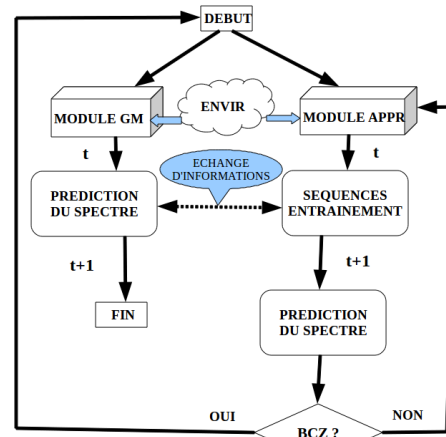 DEBUT
ENVIR
MODULE GM
MODULE APPR
t
t
ECHANGE
D'INFORMATIONS
PREDICTION
DU SPECTRE
SEQUENCES
ENTRAINEMENT
t+1
t+1
FIN
PREDICTION
DU SPECTRE
OUI
NON
BCZ ?